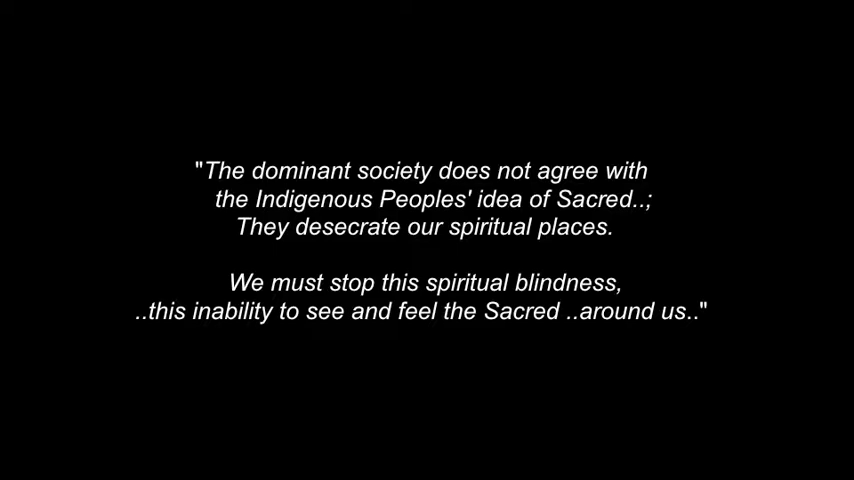 "The dominant society does not agree with
the Indigenous Peoples' idea of Sacred..;
They desecrate our spiritual places.
We must stop this spiritual blindness,
..this inability to see and feel the Sacred ..around us.."